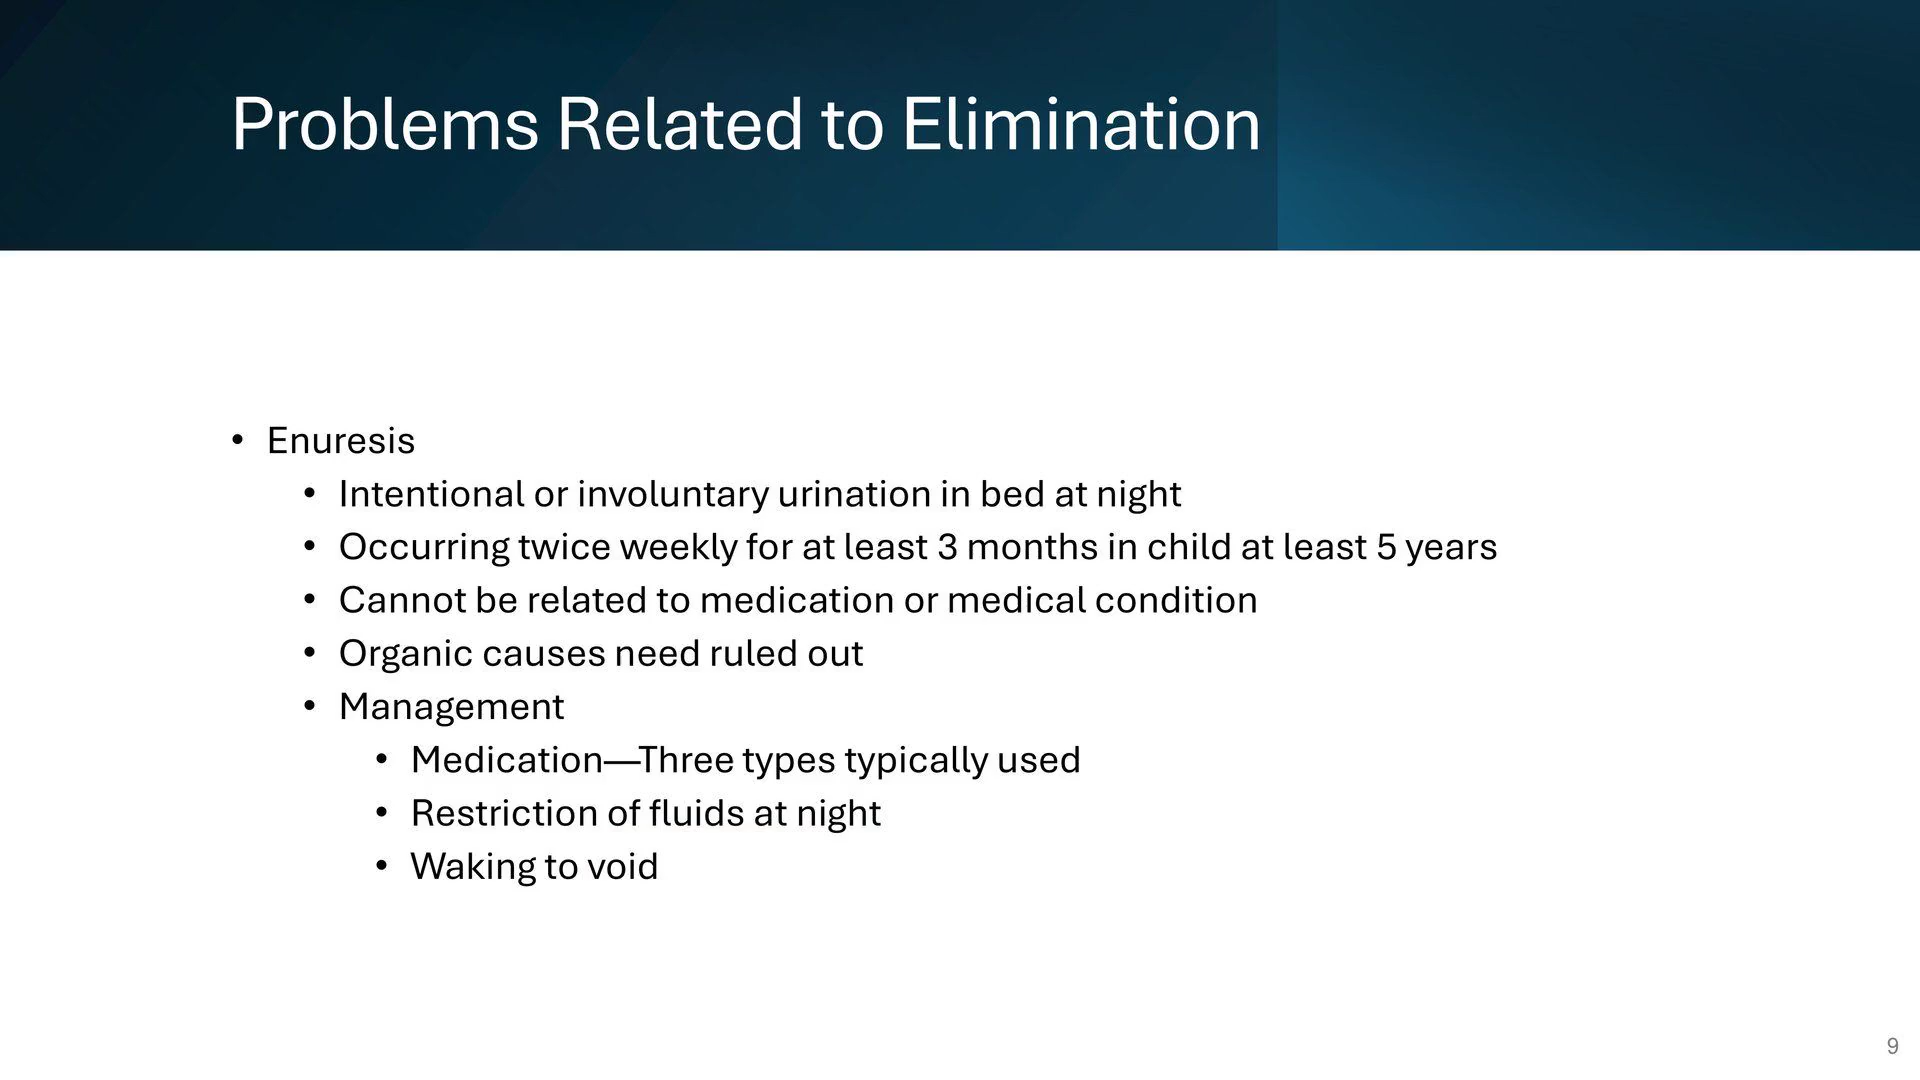 Problems Related to Elimination
• Enuresis
• Intentional or involuntary urination in bed at night
• Occurring twice weekly for at least 3 months in child at least 5 years
• Cannot be related to medication or medical condition
• Organic causes need ruled out
• Management
• Medication—Three types typically used
• Restriction of fluids at night
• Waking to void
9